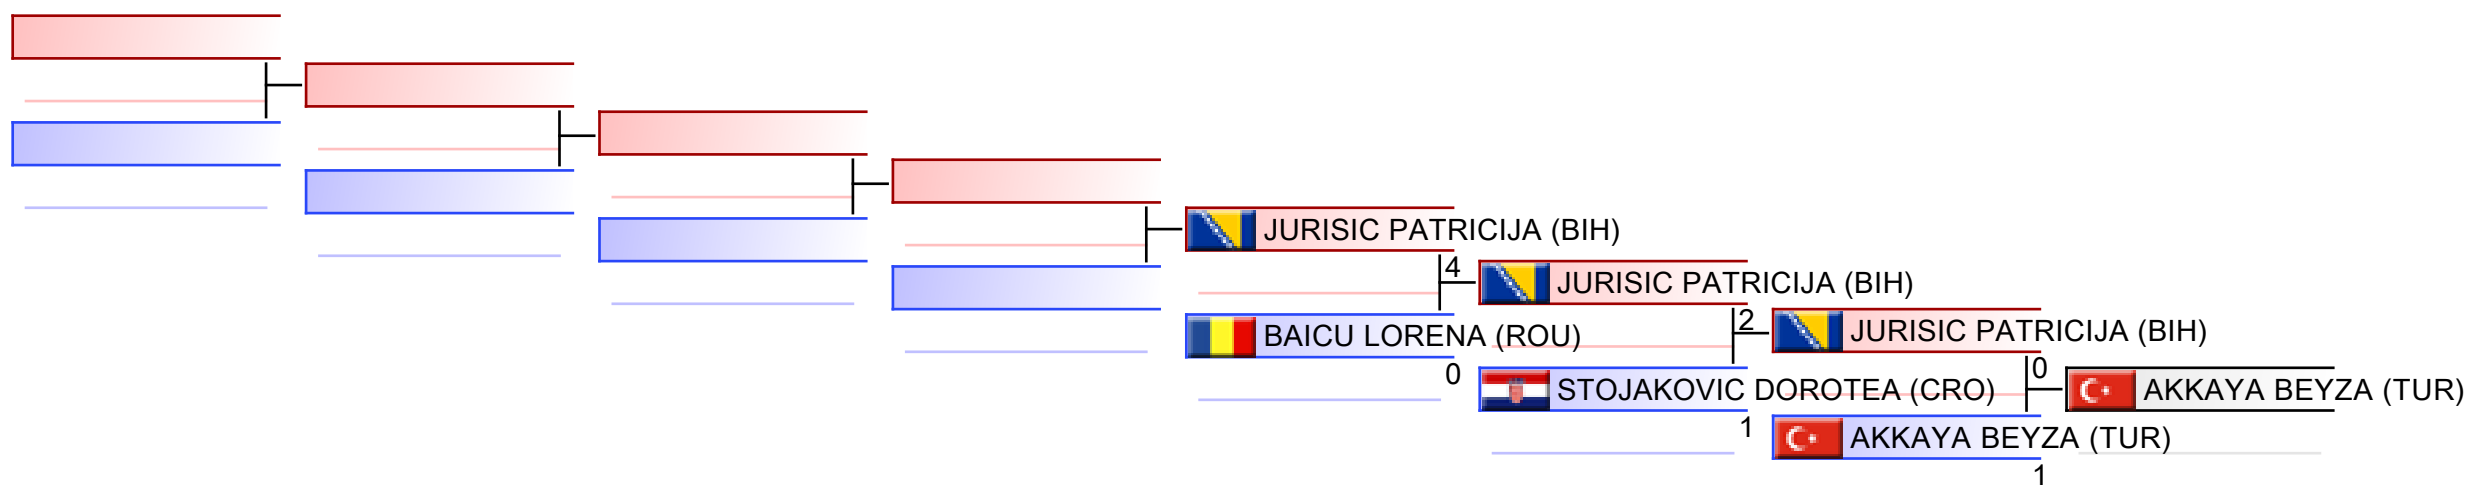 JURISIC PATRICIJA (BIH)
4
JURISIC PATRICIJA (BIH)
BAICU LORENA (ROU)
0
2
JURISIC PATRICIJA (BIH)
STOJAKOVIC DOROTEA (CRO)
1
0
AKKAYA BEYZA (TUR)
AKKAYA BEYZA (TUR)
1